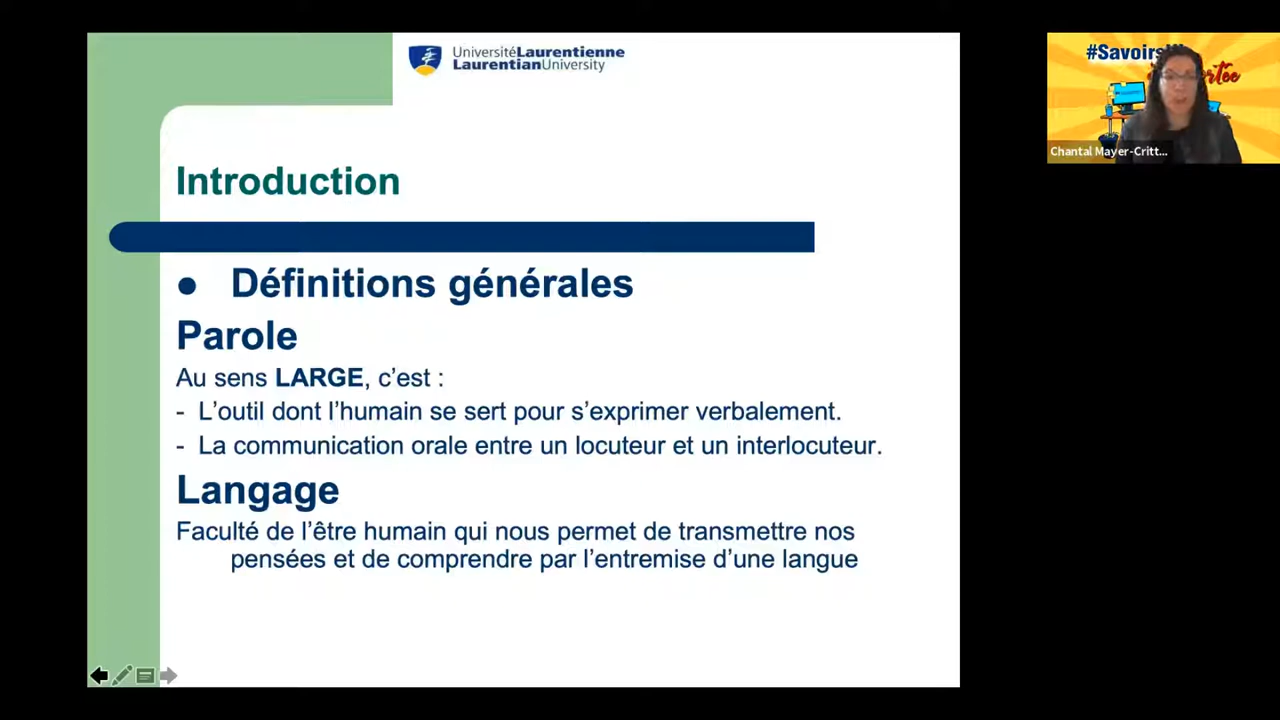 UniversitéLaurentienne
LaurentianUniversity
#Savoirs
Chantal Mayer-Critt...
Introduction
● Définitions générales
Parole
Au sens LARGE, c’est :
- L’outil dont l’humain se sert pour s’exprimer verbalement.
- La communication orale entre un locuteur et un interlocuteur.
Langage
Faculté de l’être humain qui nous permet de transmettre nos
pensées et de comprendre par l’entremise d’une langue